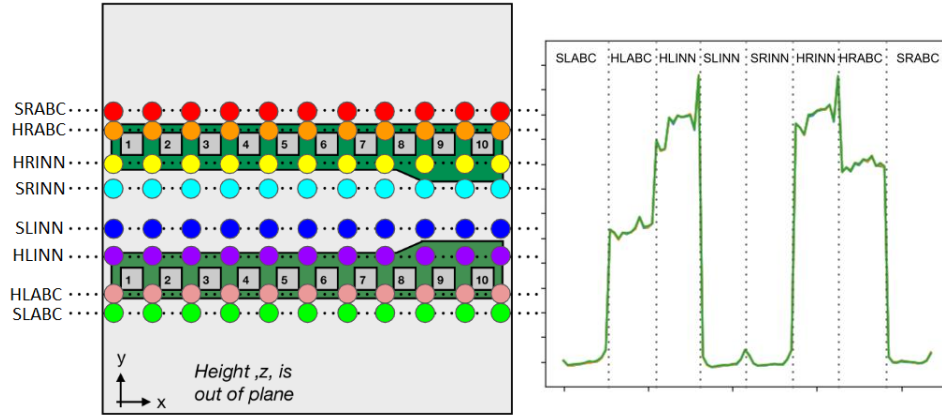 SRABC
HRABC
1 2 3 4 5 6 7 8 9 10
HRINN
SRINN
SLINN
HLINN
1 2 3 4 5 6 7 8 9 10
HLABC
SLABC
y
x
Height ,z, is
out of plane
SLABC HLABC HLINN SLINN SRINN HRINN HRABC SRABC